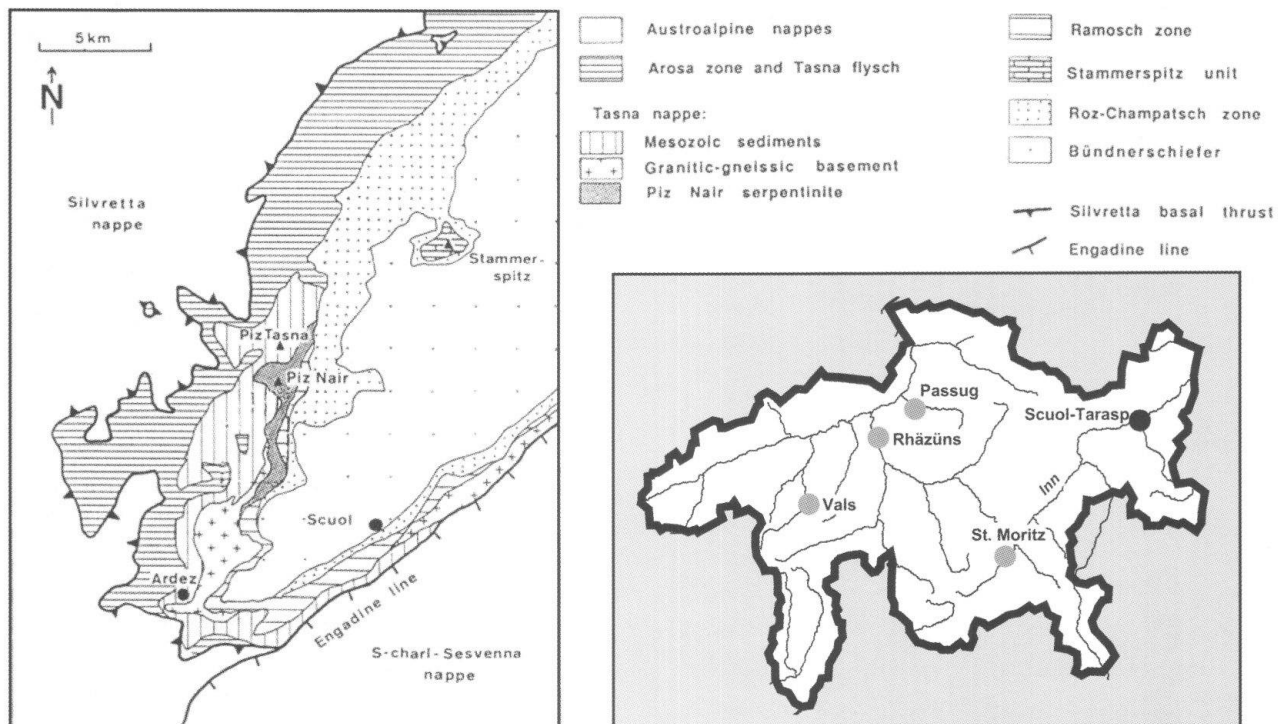 5km
N
Silvretta
nappe
Stammer-
spitz
Piz Tasna
Piz Nair
Scuol
Ardez
Engadine line
S-charl-Sesvenna
nappe
Austroalpine nappes
Arosa zone and Tasna flysch
Tasna nappe:
Mesozoic sediments
Granitic-gneissic basement
Piz Nair serpentinite
Ramosch zone
Stammerspitz unit
Roz-Champatsch zone
Bündnerschiefer
Silvretta basal thrust
Engadine line
Passug
Scuol-Tarasp
Rhäzüns
Inn
Vals
St. Moritz